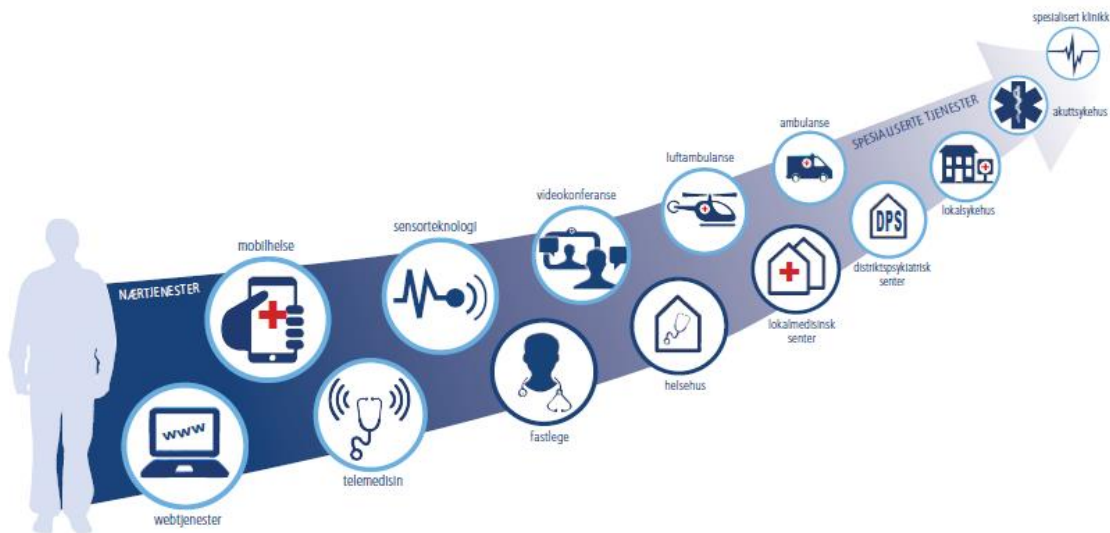 spesialisert klinikk
akuttsykehus
SPESIALISERTE TJENESTER
ambulanse
lokalsykehus
luftambulanse
DPS
distriktspsykiatrisk
senter
videokonferanse
lokalmedisinsk
senter
sensorteknologi
helsehus
mobilhelse
fastlege
NÆRTJENESTER
telemedisin
www
webtjenester